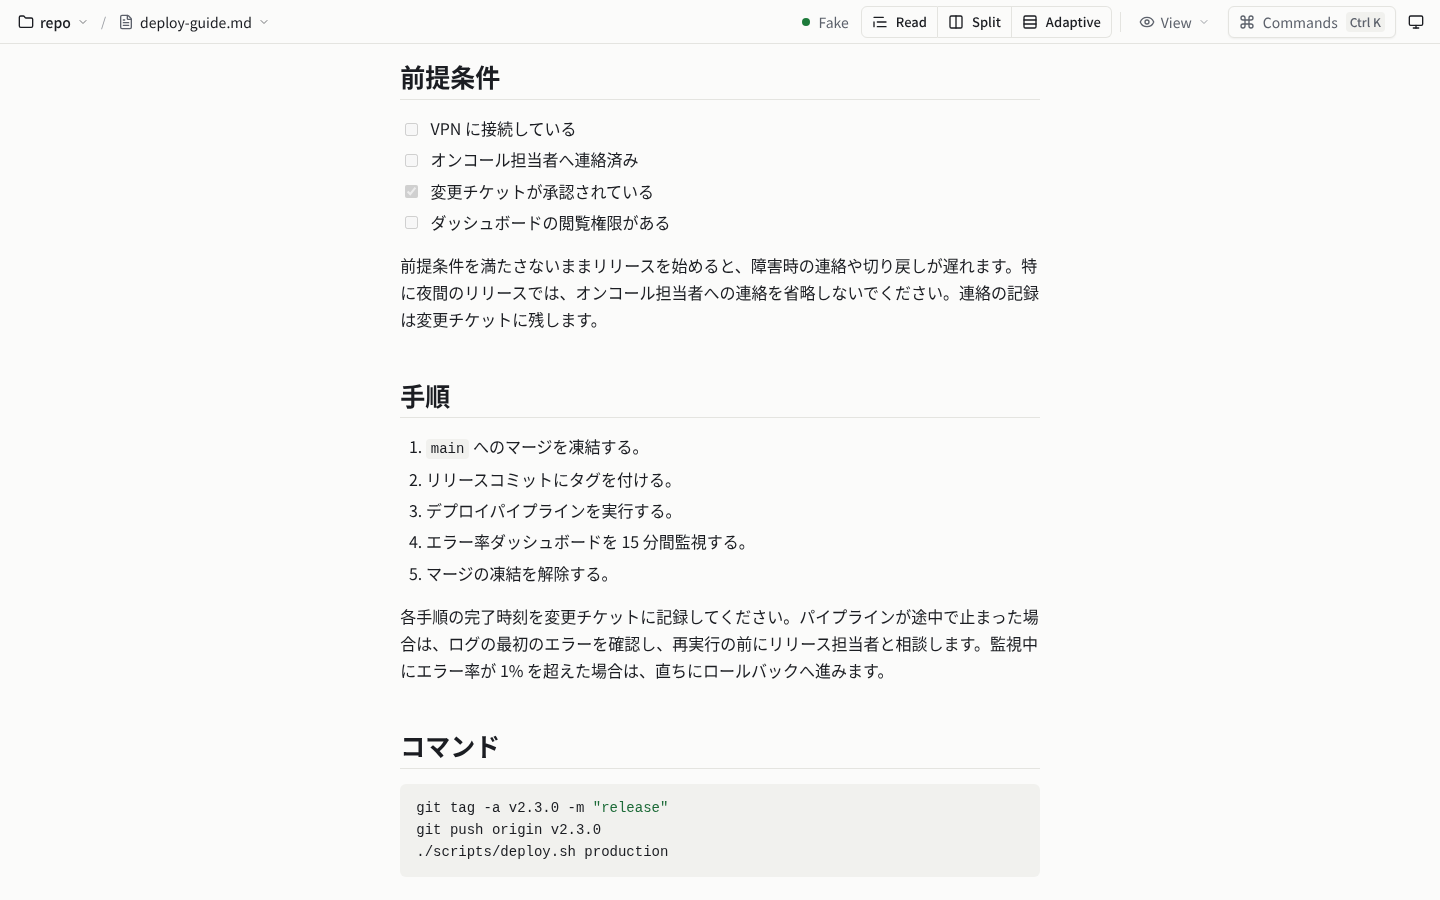 repo / deploy-guide.md Fake Read Split Adaptive View Commands Ctrl K
前提条件
VPN に接続している
オンコール担当者へ連絡済み
変更チケットが承認されている
ダッシュボードの閲覧権限がある
前提条件を満たさないままリリースを始めると、障害時の連絡や切り戻しが遅れます。特
に夜間のリリースでは、オンコール担当者への連絡を省略しないでください。連絡の記録
は変更チケットに残します。
手順
1. main へのマージを凍結する。
2. リリースコミットにタグを付ける。
3. デプロイパイプラインを実行する。
4. エラー率ダッシュボードを 15 分間監視する。
5. マージの凍結を解除する。
各手順の完了時刻を変更チケットに記録してください。パイプラインが途中で止まった場
合は、ログの最初のエラーを確認し、再実行の前にリリース担当者と相談します。監視中
にエラー率が 1% を超えた場合は、直ちにロールバックへ進みます。
コマンド
git tag -a v2.3.0 -m "release"
git push origin v2.3.0
./scripts/deploy.sh production